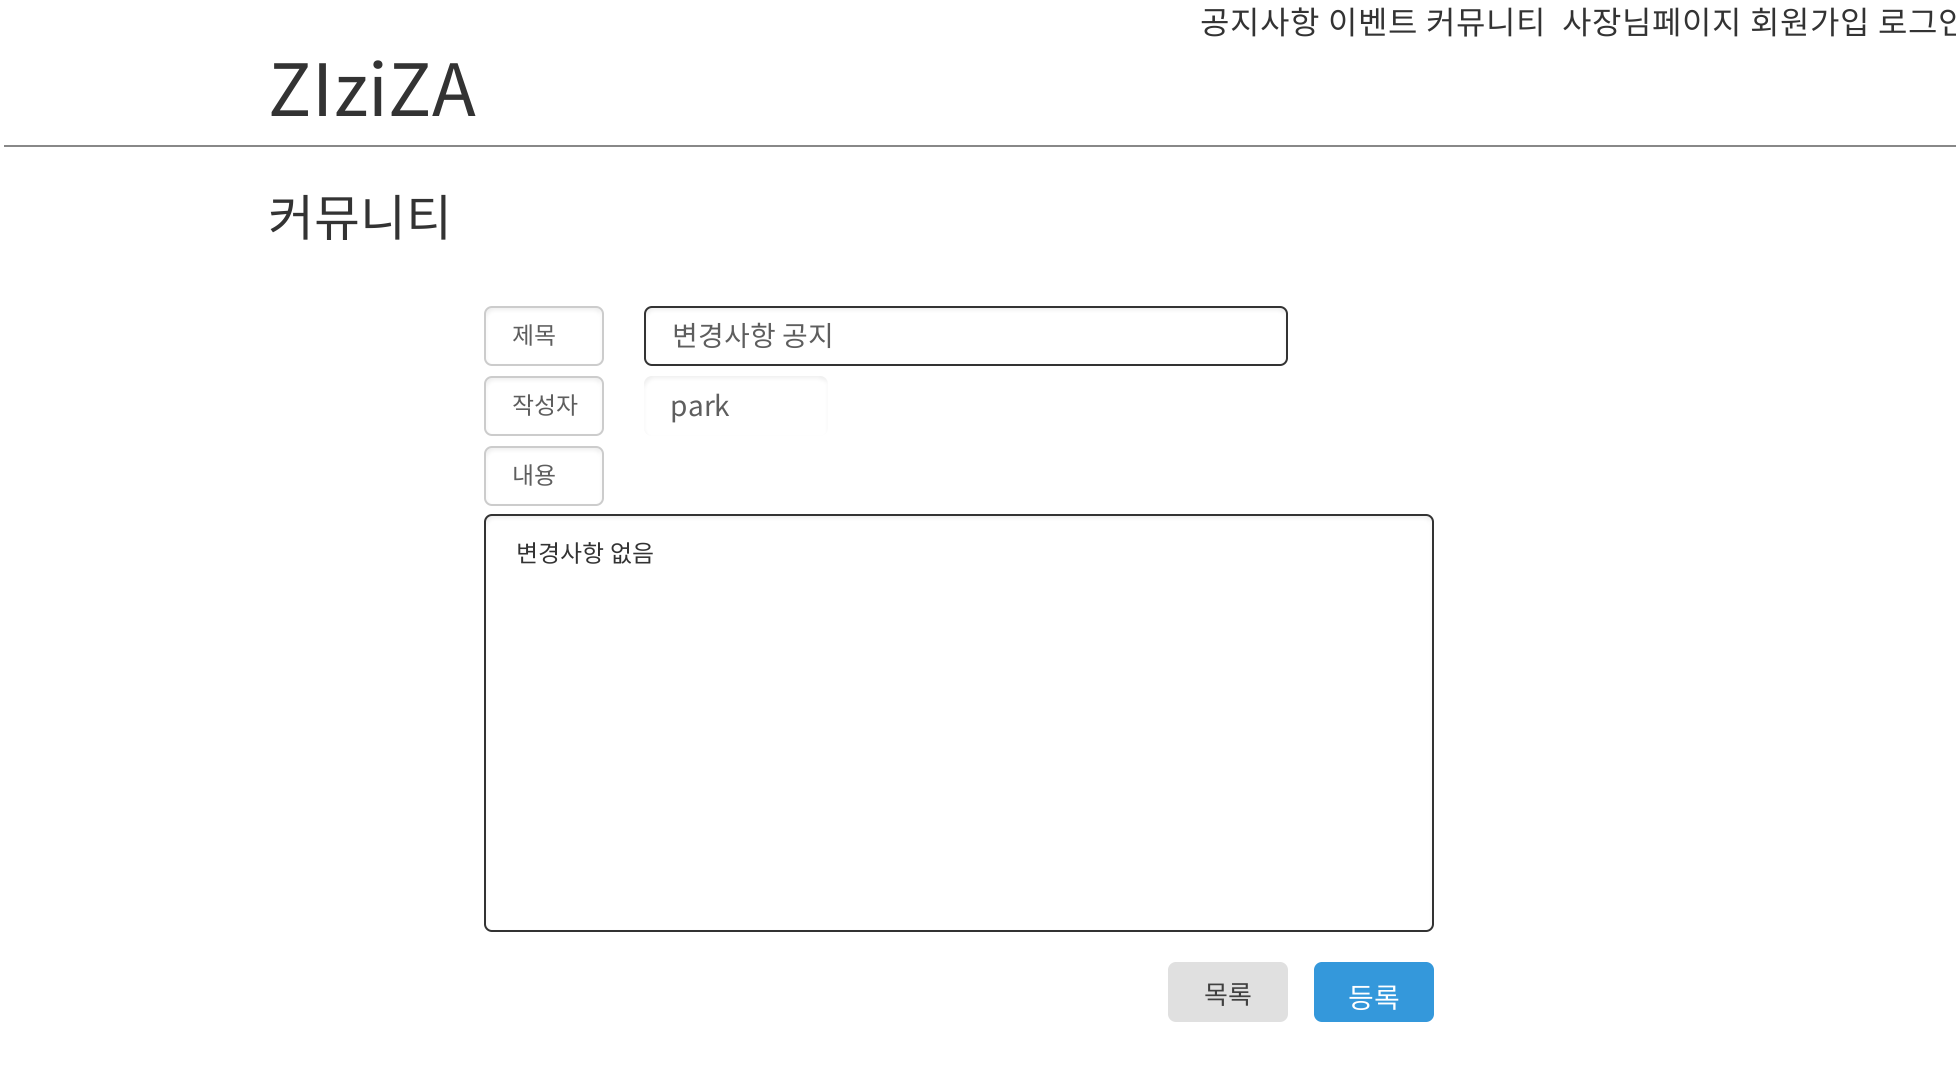 공지사항 이벤트 커뮤니티 사장님페이지 회원가입 로그인
ZIziZA
커뮤니티
제목 변경사항 공지
작성자 park
내용
변경사항 없음
목록 등록